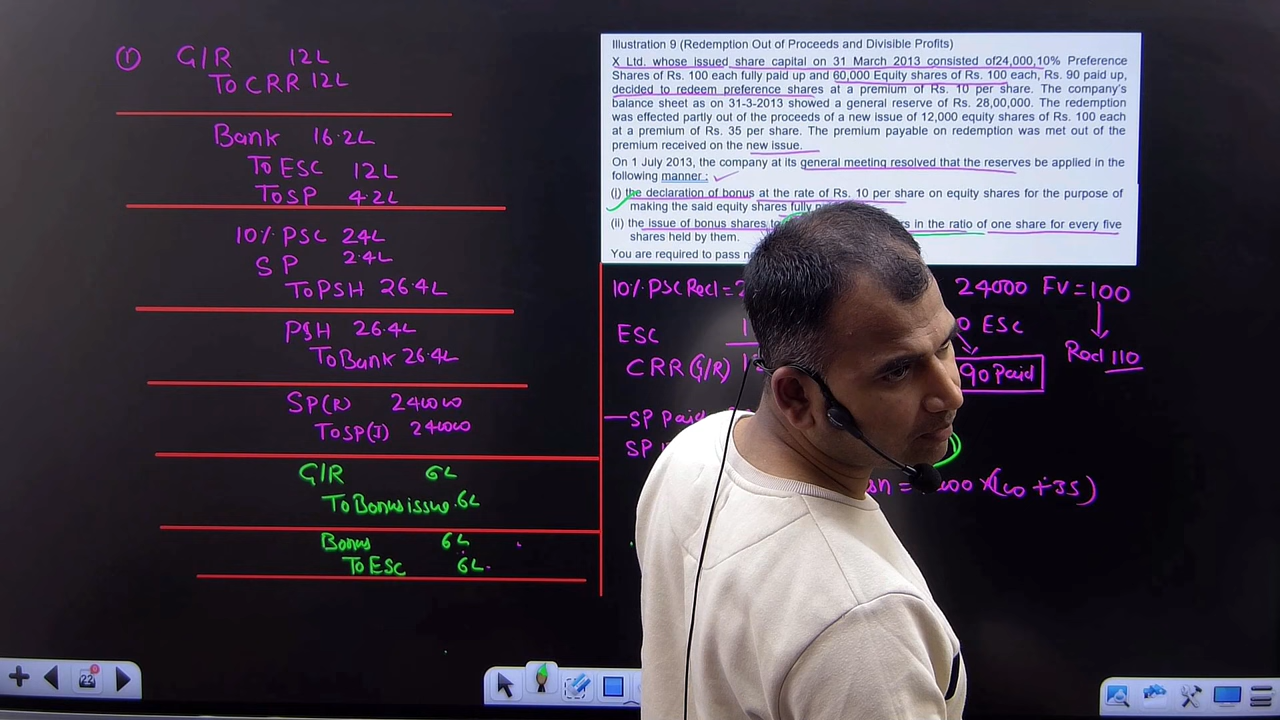 ① G/R 12L
To CRR 12L
Bank 16.2L
To ESC 12L
To SP 4.2L
10% PSC 24L
SP 2.4L
To PSH 26.4L
PSH 26.4L
To Bank 26.4L
SP(R) 240000
To SP(I) 240000
G/R 6L
To Bonus issue 6L
Bonus 6L
To ESC 6L
Illustration 9 (Redemption Out of Proceeds and Divisible Profits)
X Ltd. whose issued share capital on 31 March 2013 consisted of24,000,10% Preference
Shares of Rs. 100 each fully paid up and 60,000 Equity shares of Rs. 100 each, Rs. 90 paid up,
decided to redeem preference shares at a premium of Rs. 10 per share. The company's
balance sheet as on 31-3-2013 showed a general reserve of Rs. 28,00,000. The redemption
was effected partly out of the proceeds of a new issue of 12,000 equity shares of Rs. 100 each
at a premium of Rs. 35 per share. The premium payable on redemption was met out of the
premium received on the new issue.
On 1 July 2013, the company at its general meeting resolved that the reserves be applied in the
following manner :
(i) the declaration of bonus at the rate of Rs. 10 per share on equity shares for the purpose of
making the said equity shares fully
(ii) the issue of bonus shares in the ratio of one share for every five
shares held by them.
You are required to pass
10% PSC Red = 24000 FV = 100
ESC ESC
CRR (G/R) 90 Paid Red 110
SP Paid
SP
(10 + 35)
22